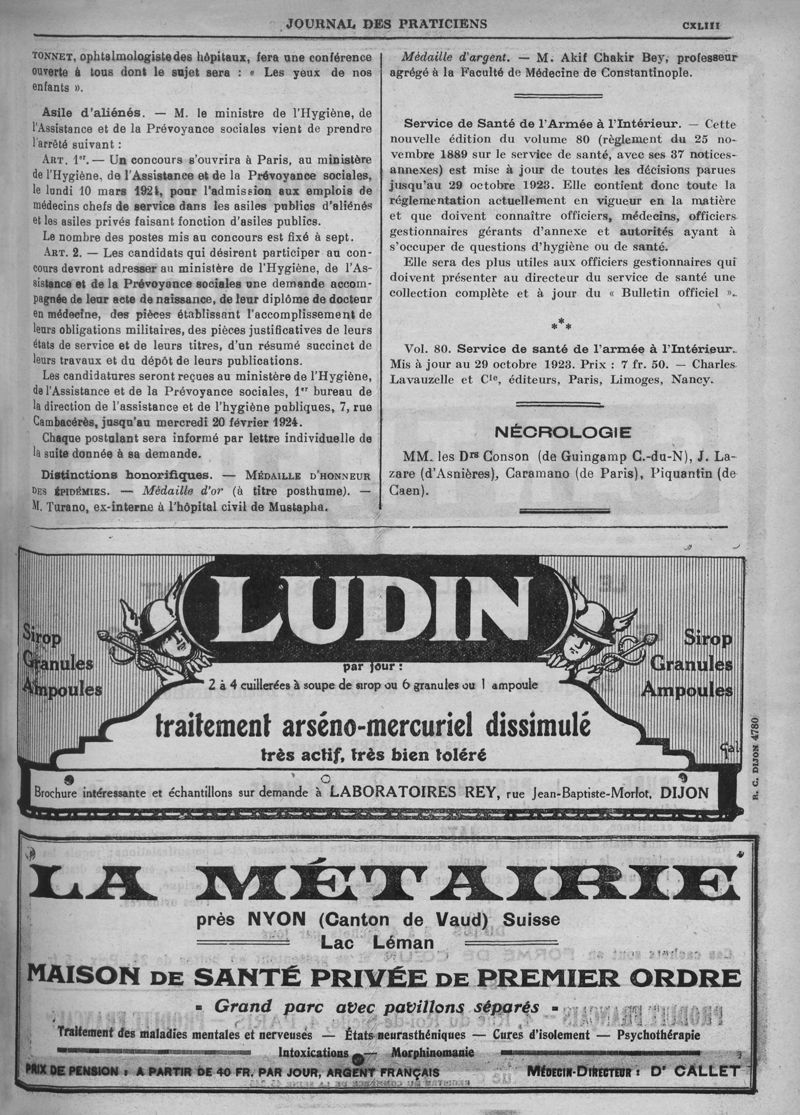 JOURNAL DES PRATICIENS
CXLIII
TONNET, ophtalmologiste des hôpitaux, fera une conférence
ouverte à tous dont le sujet sera : « Les yeux de nos
enfants ».
Asile d'aliénés. — M. le ministre de l'Hygiène, de
l'Assistance et de la Prévoyance sociales vient de prendre
l'arrêté suivant :
ART. 1er. — Un concours s'ouvrira à Paris, au ministère
de l'Hygiène, de l'Assistance et de la Prévoyance sociales,
le lundi 10 mars 1924, pour l'admission aux emplois de
médecins chefs de service dans les asiles publics d'aliénés
et les asiles privés faisant fonction d'asiles publics.
Le nombre des postes mis au concours est fixé à sept.
ART. 2. — Les candidats qui désirent participer au con-
cours devront adresser au ministère de l'Hygiène, de l'As-
sistance et de la Prévoyance sociales une demande accom-
pagnée de leur acte de naissance, de leur diplôme de docteur
en médecine, des pièces établissant l'accomplissement de
leurs obligations militaires, des pièces justificatives de leurs
états de service et de leurs titres, d'un résumé succinct de
leurs travaux et du dépôt de leurs publications.
Les candidatures seront reçues au ministère de l'Hygiène,
de l'Assistance et de la Prévoyance sociales, 1er bureau de
la direction de l'assistance et de l'hygiène publiques, 7, rue
Cambacérès, jusqu'au mercredi 20 février 1924.
Chaque postulant sera informé par lettre individuelle de
la suite donnée à sa demande.
Distinctions honorifiques. — MÉDAILLE D'HONNEUR
DES ÉPIDÉMIES. — Médaille d'or (à titre posthume). —
M. Turano, ex-interne à l'hôpital civil de Mustapha.
Médaille d'argent. — M. Akif Chakir Bey, professeur
agrégé à la Faculté de Médecine de Constantinople.
Service de Santé de l'Armée à l'Intérieur. — Cette
nouvelle édition du volume 80 (règlement du 25 no-
vembre 1889 sur le service de santé, avec ses 37 notices-
annexes) est mise à jour de toutes les décisions parues
jusqu'au 29 octobre 1923. Elle contient donc toute la
réglementation actuellement en vigueur en la matière
et que doivent connaître officiers, médecins, officiers
gestionnaires gérants d'annexe et autorités ayant à
s'occuper de questions d'hygiène ou de santé.
Elle sera des plus utiles aux officiers gestionnaires qui
doivent présenter au directeur du service de santé une
collection complète et à jour du « Bulletin officiel ».
* * *
Vol. 80. Service de santé de l'armée à l'Intérieur.
Mis à jour au 29 octobre 1923. Prix : 7 fr. 50. — Charles
Lavauzelle et Cie, éditeurs, Paris, Limoges, Nancy.
NÉCROLOGIE
MM. les Drs Conson (de Guingamp C.-du-N), J. La-
zare (d'Asnières), Caramano (de Paris), Piquantin (de
Caen).
LUDIN
Sirop
Granules
Ampoules
Sirop
Granules
Ampoules
par jour :
2 à 4 cuillerées à soupe de sirop ou 6 granules ou 1 ampoule
traitement arséno-mercuriel dissimulé
très actif, très bien toléré
Gal
Brochure intéressante et échantillons sur demande à LABORATOIRES REY, rue Jean-Baptiste-Morlot, DIJON
R. C. DIJON 4780
LA MÉTAIRIE
près NYON (Canton de Vaud) Suisse
Lac Léman
MAISON DE SANTÉ PRIVÉE DE PREMIER ORDRE
Grand parc avec pavillons séparés
Traitement des maladies mentales et nerveuses — États neurasthéniques — Cures d'isolement — Psychothérapie
Intoxications — Morphinomanie
PRIX DE PENSION : A PARTIR DE 40 FR. PAR JOUR, ARGENT FRANÇAIS
MÉDECIN-DIRECTEUR : Dr CALLET